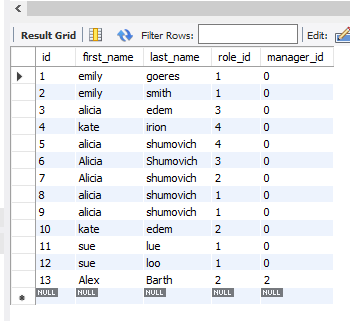 Result Grid Filter Rows: Edit:
id first_name last_name role_id manager_id
1 emily goeres 1 0
2 emily smith 1 0
3 alicia edem 3 0
4 kate irion 4 0
5 alicia shumovich 4 0
6 Alicia Shumovich 3 0
7 Alicia shumovich 2 0
8 alicia shumovich 1 0
9 alicia shumovich 1 0
10 kate edem 2 0
11 sue lue 1 0
12 sue loo 1 0
13 Alex Barth 2 2
NULL NULL NULL NULL NULL